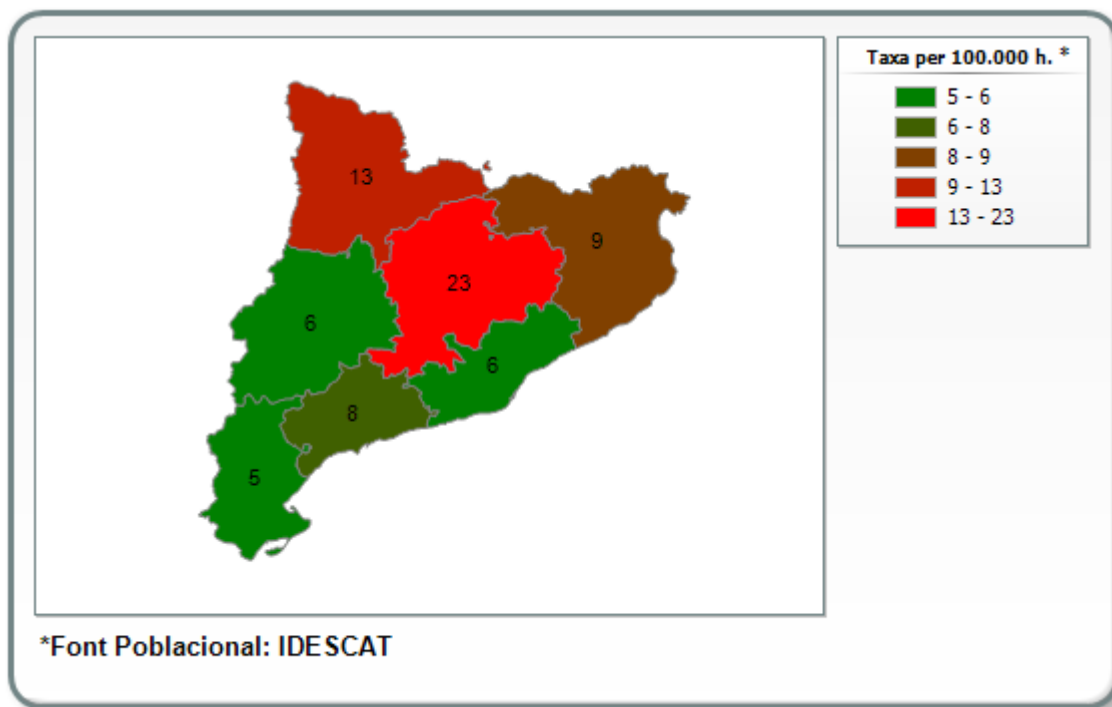 Taxa per 100.000 h. *
5 - 6
6 - 8
8 - 9
9 - 13
13 - 23
13
9
23
6
6
8
5
*Font Poblacional: IDESCAT